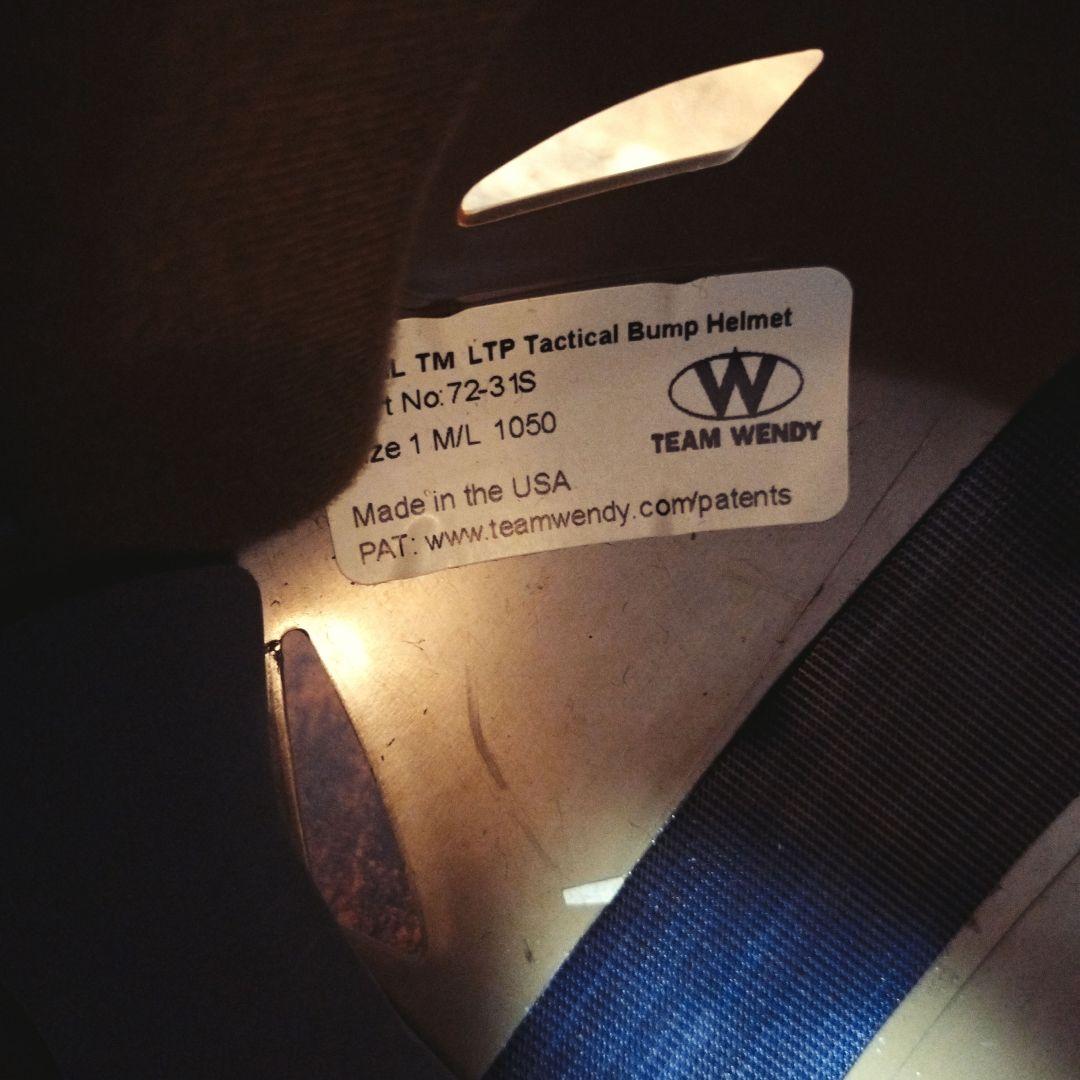 TM LTP Tactical Bump Helmet
No:72-31S
1 M/L 1050
W
TEAM WENDY
Made in the USA
PAT: www.teamwendy.com/patents